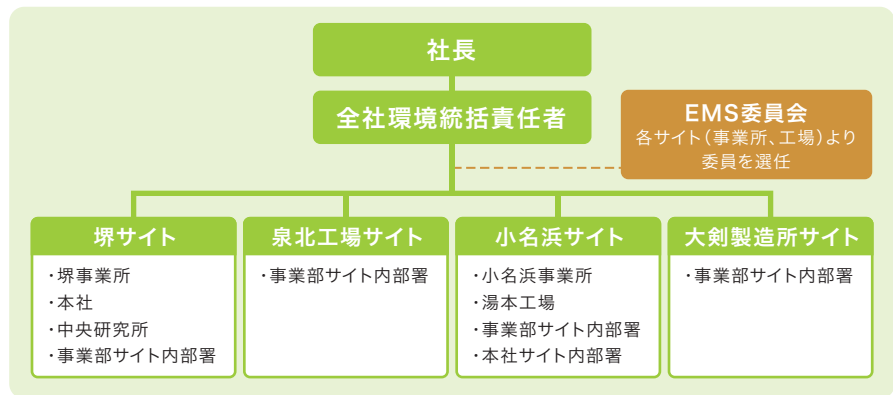 社長
全社環境統括責任者
EMS委員会
各サイト（事業所、工場）より
委員を選任
堺サイト
・堺事業所
・本社
・中央研究所
・事業部サイト内部署
泉北工場サイト
・事業部サイト内部署
小名浜サイト
・小名浜事業所
・湯本工場
・事業部サイト内部署
・本社サイト内部署
大剣製造所サイト
・事業部サイト内部署